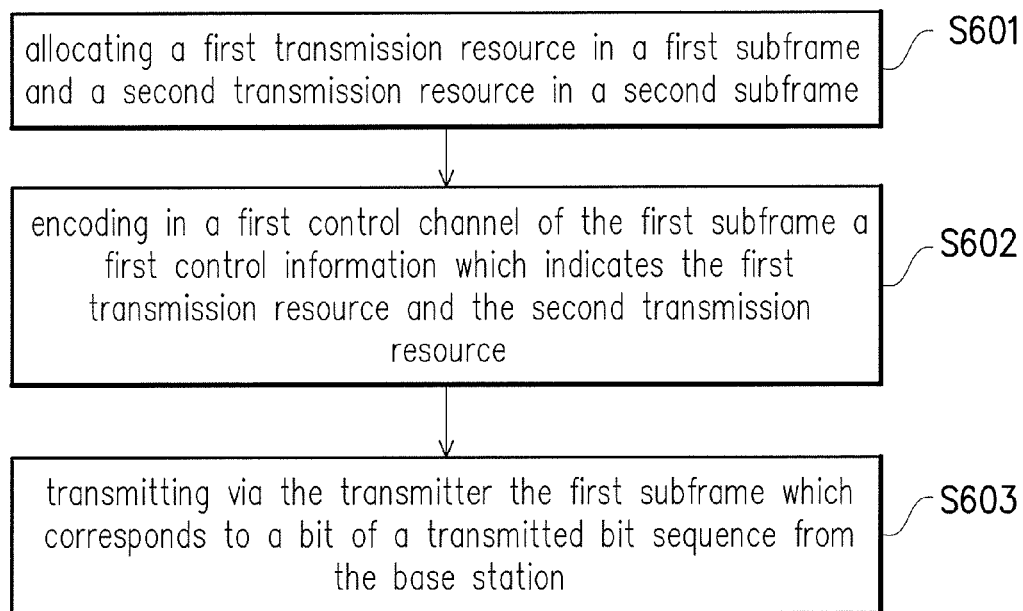 allocating a first transmission resource in a first subframe
and a second transmission resource in a second subframe
S601
encoding in a first control channel of the first subframe a
first control information which indicates the first
transmission resource and the second transmission
resource
S602
transmitting via the transmitter the first subframe which
corresponds to a bit of a transmitted bit sequence from
the base station
S603